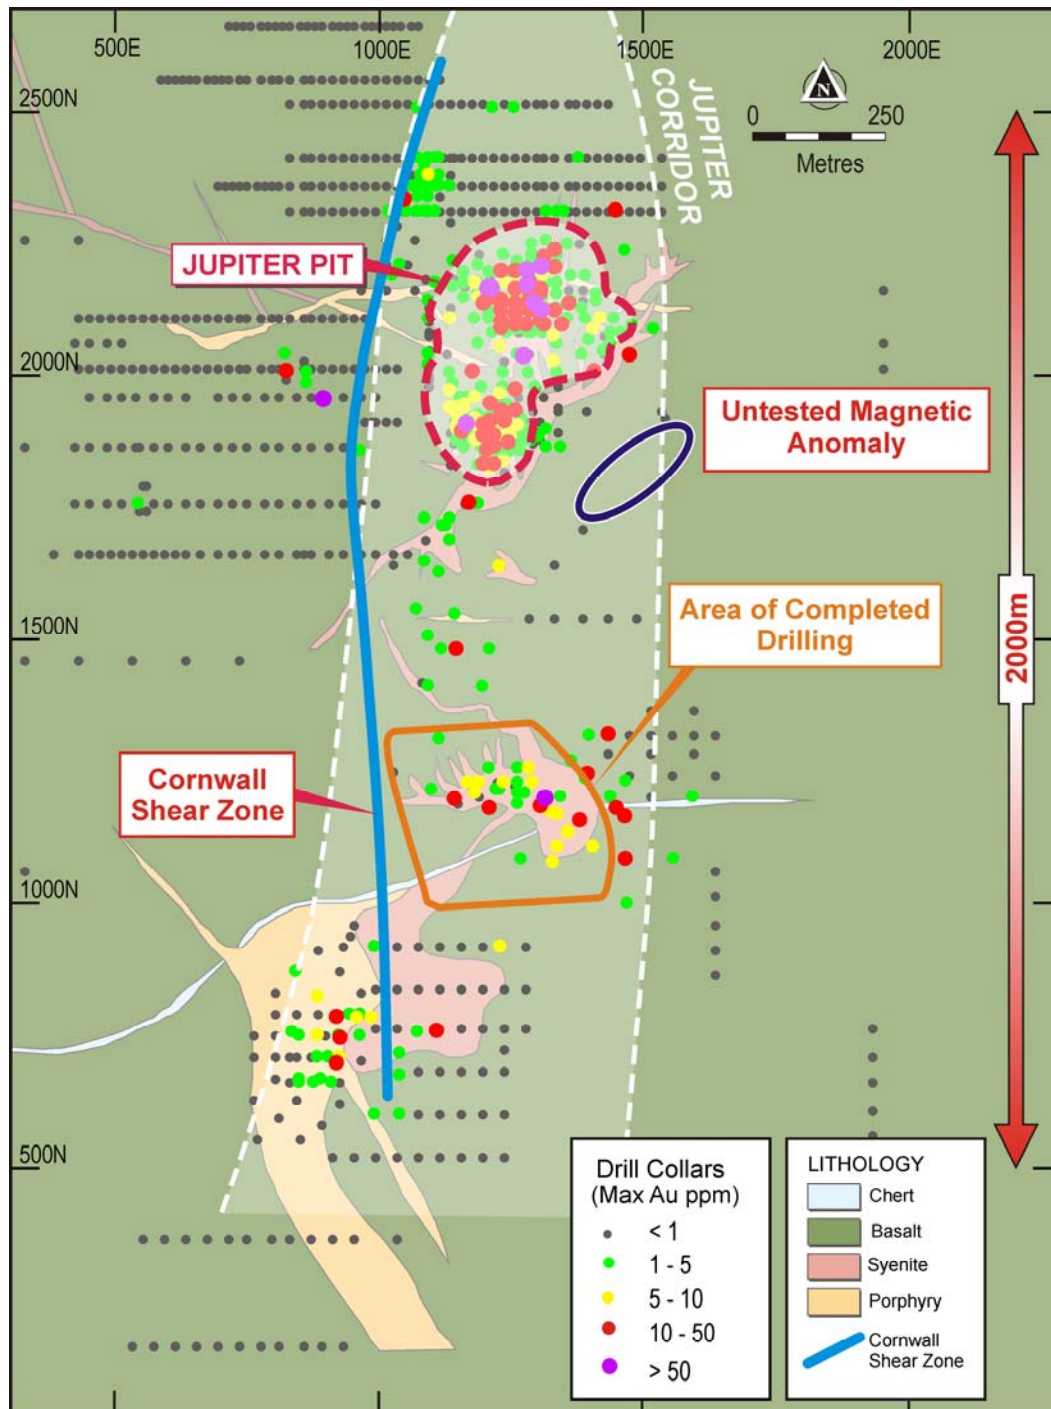 500E
1000E
1500E
2000E
2500N
2000N
1500N
1000N
500N
JUPITER
CORRIDOR
N
0
250
Metres
JUPITER PIT
Untested Magnetic
Anomaly
Area of Completed
Drilling
2000m
Cornwall
Shear Zone
Drill Collars
(Max Au ppm)
< 1
1 - 5
5 - 10
10 - 50
> 50
LITHOLOGY
Chert
Basalt
Syenite
Porphyry
Cornwall
Shear Zone